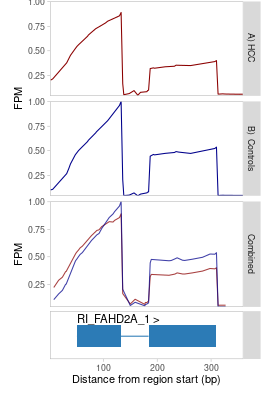 1.00
0.75
0.50
0.25
FPM
A) HCC
1.00
0.75
0.50
0.25
B) Controls
1.00
0.75
0.50
0.25
FPM
Combined
RI_FAHD2A_1 >
100
200
300
Distance from region start (bp)